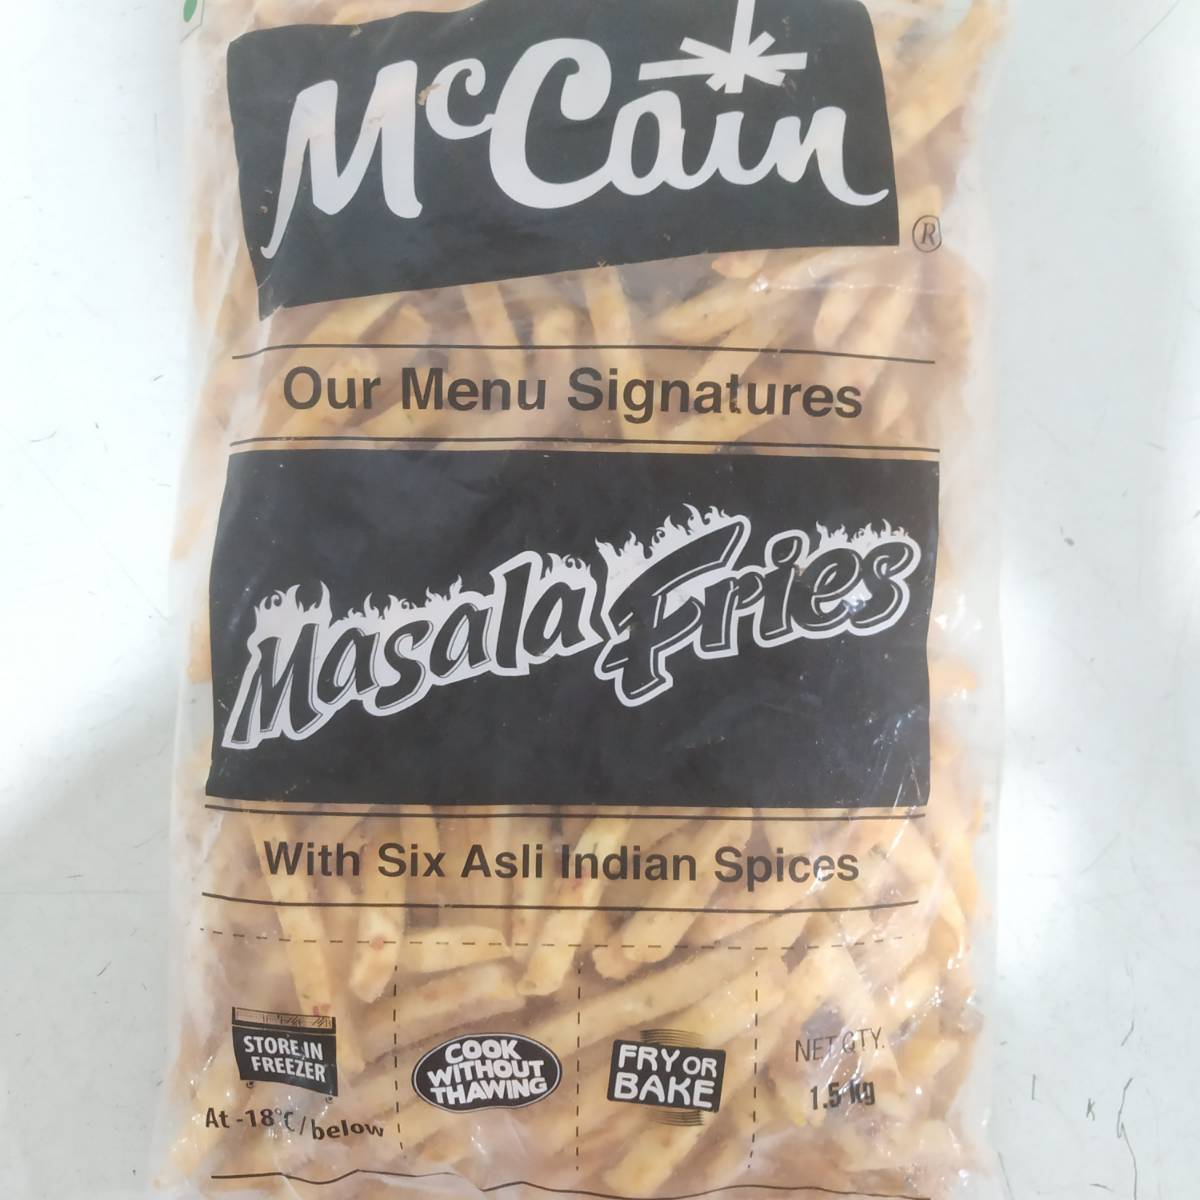 McCain
®
Our Menu Signatures
Masala Fries
With Six Asli Indian Spices
STORE IN
FREEZER
At -18°C/below
COOK
WITHOUT
THAWING
FRY OR
BAKE
NET QTY.
1.5 kg